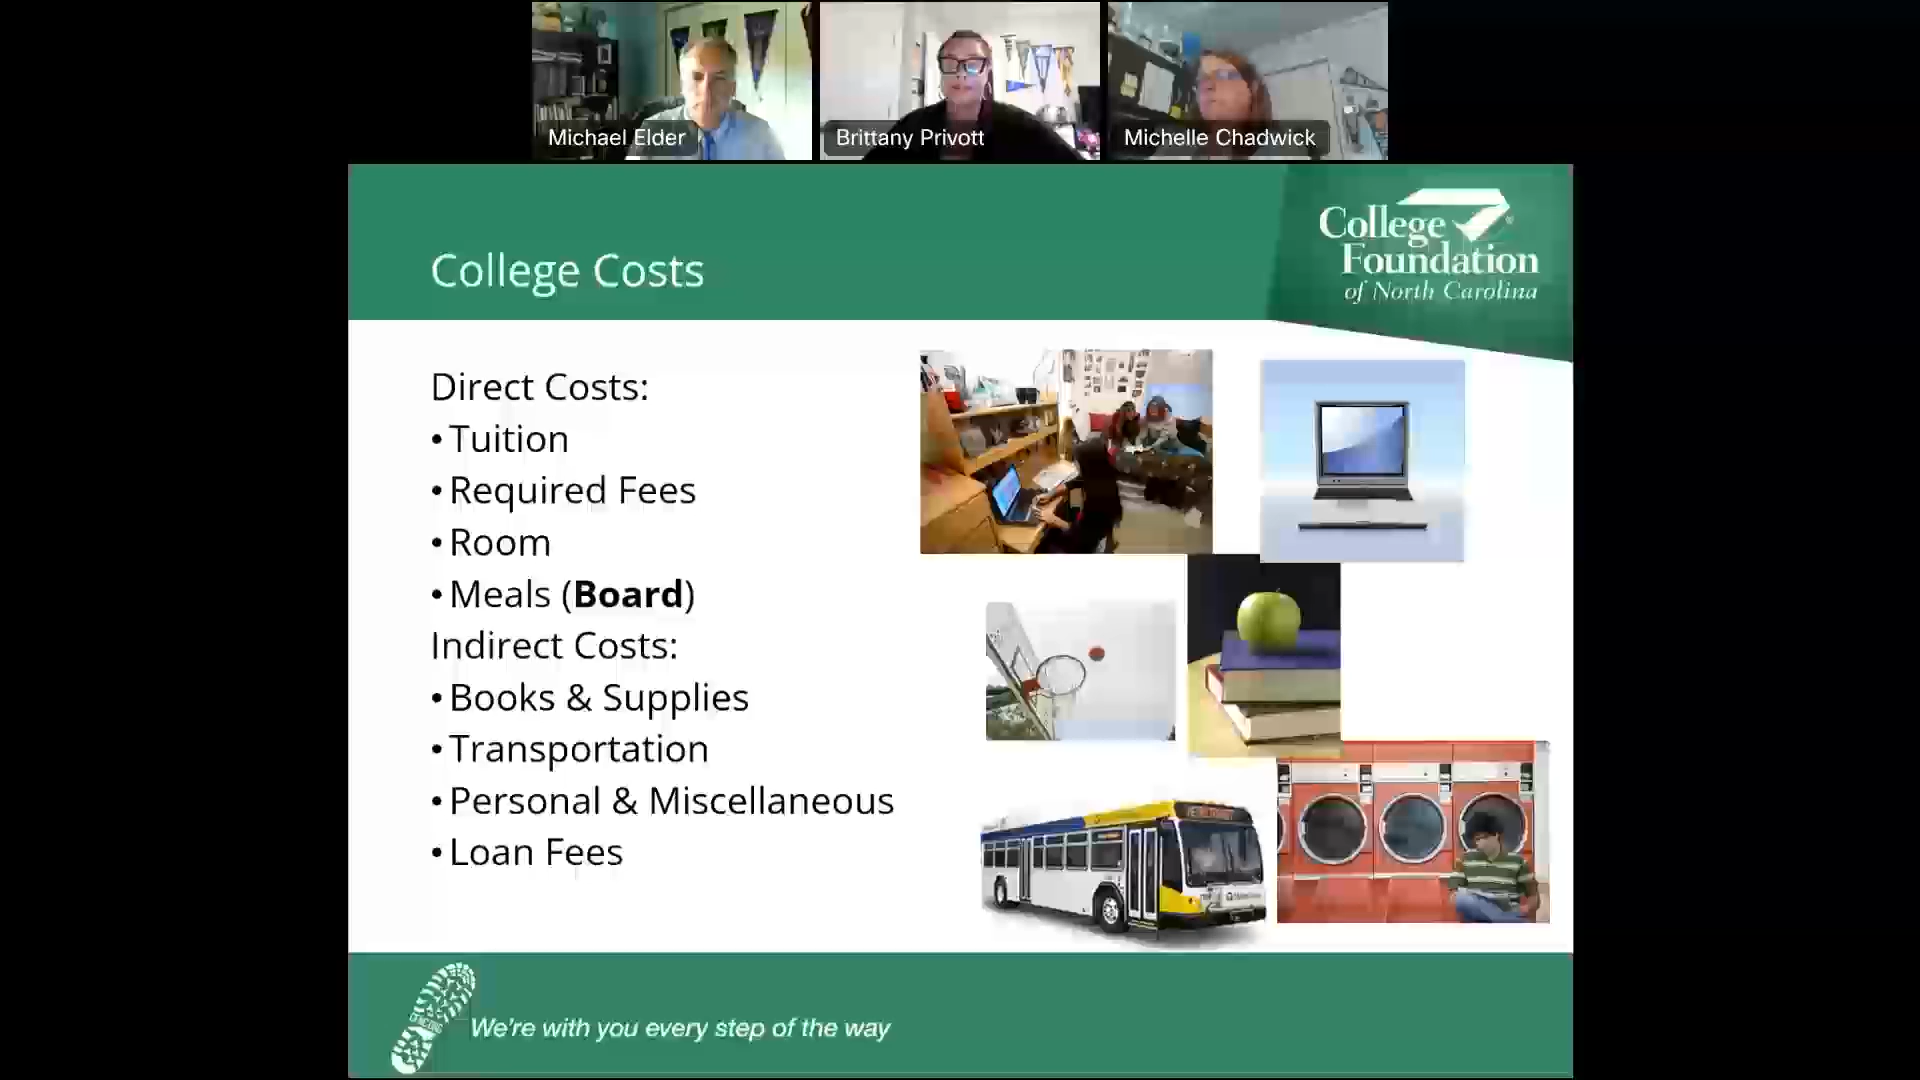 Michael Elder
Brittany Privott
Michelle Chadwick
College
Foundation
of North Carolina
College Costs
Direct Costs:
•Tuition
•Required Fees
•Room
•Meals (Board)
Indirect Costs:
•Books & Supplies
•Transportation
•Personal & Miscellaneous
•Loan Fees
We're with you every step of the way